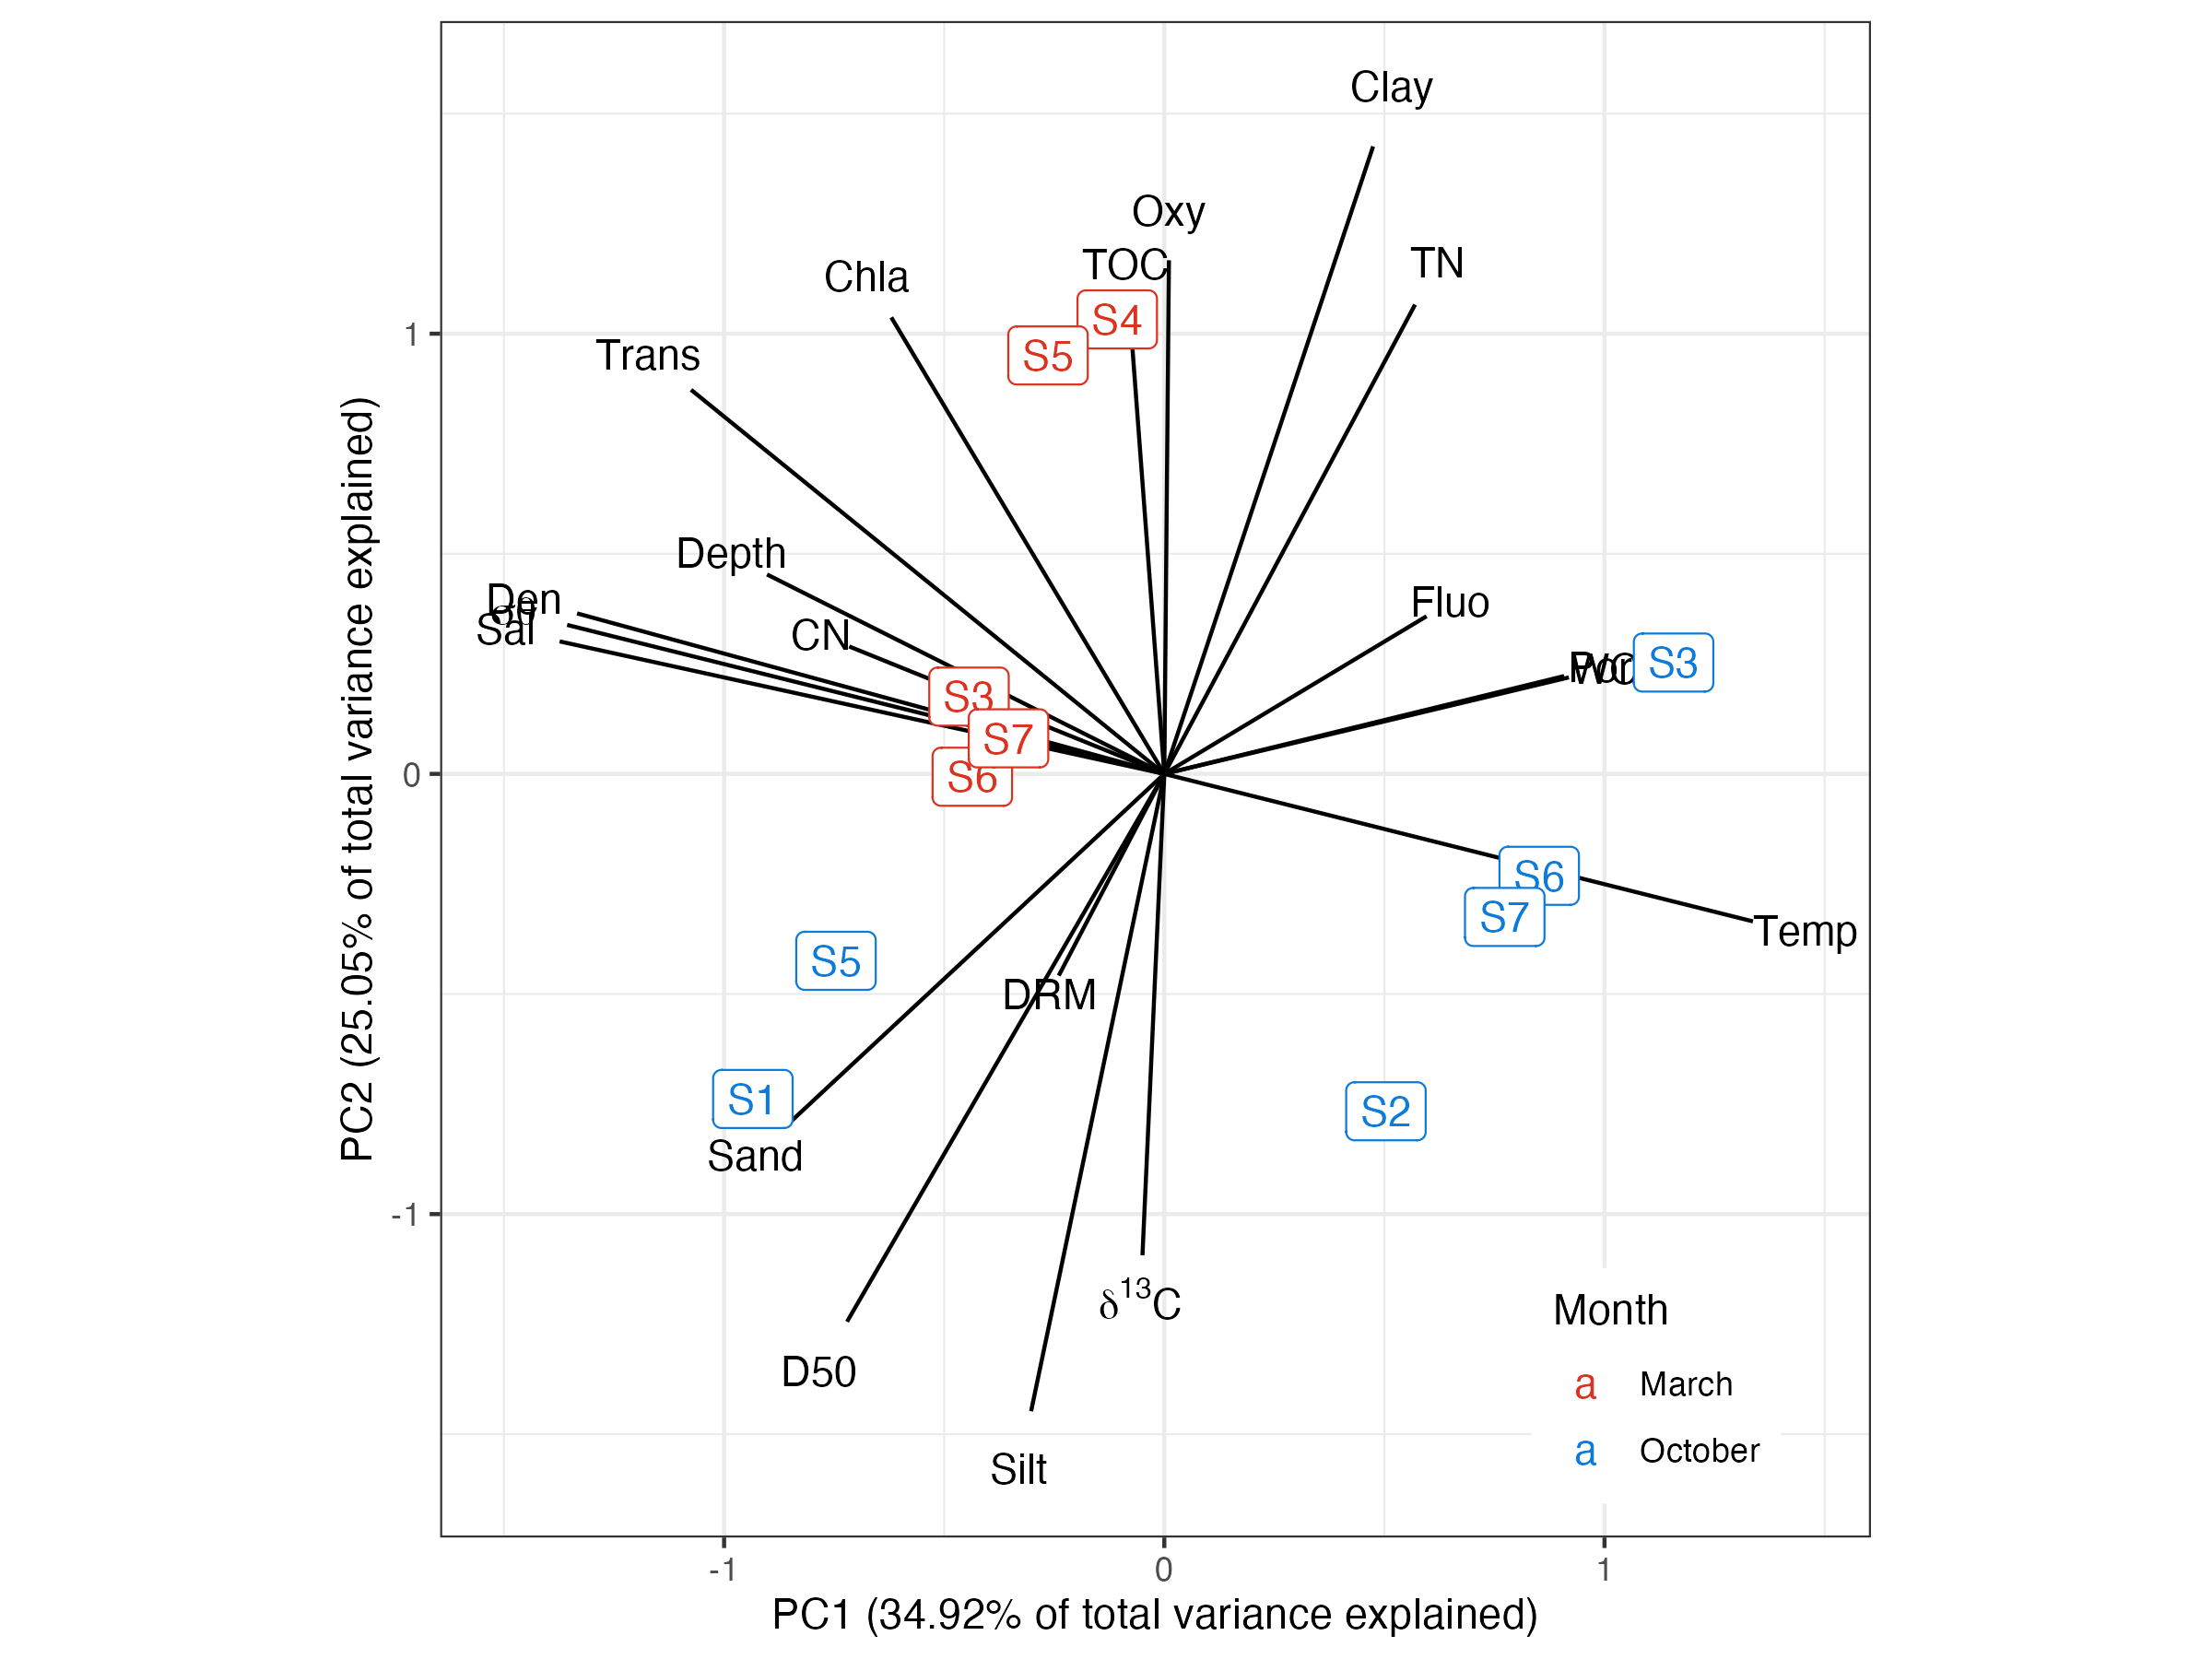 Clay
Oxy
TOC
TN
Chla
S4
1
S5
Trans
Depth
Den
Fluo
Sal
CN
S3
Por
S3
S7
0
S6
S6
S7
Temp
S5
DRM
S1
S2
Sand
-1
δ¹³C
D50
Silt
Month
a March
a October
-1 0 1
PC1 (34.92% of total variance explained)
PC2 (25.05% of total variance explained)